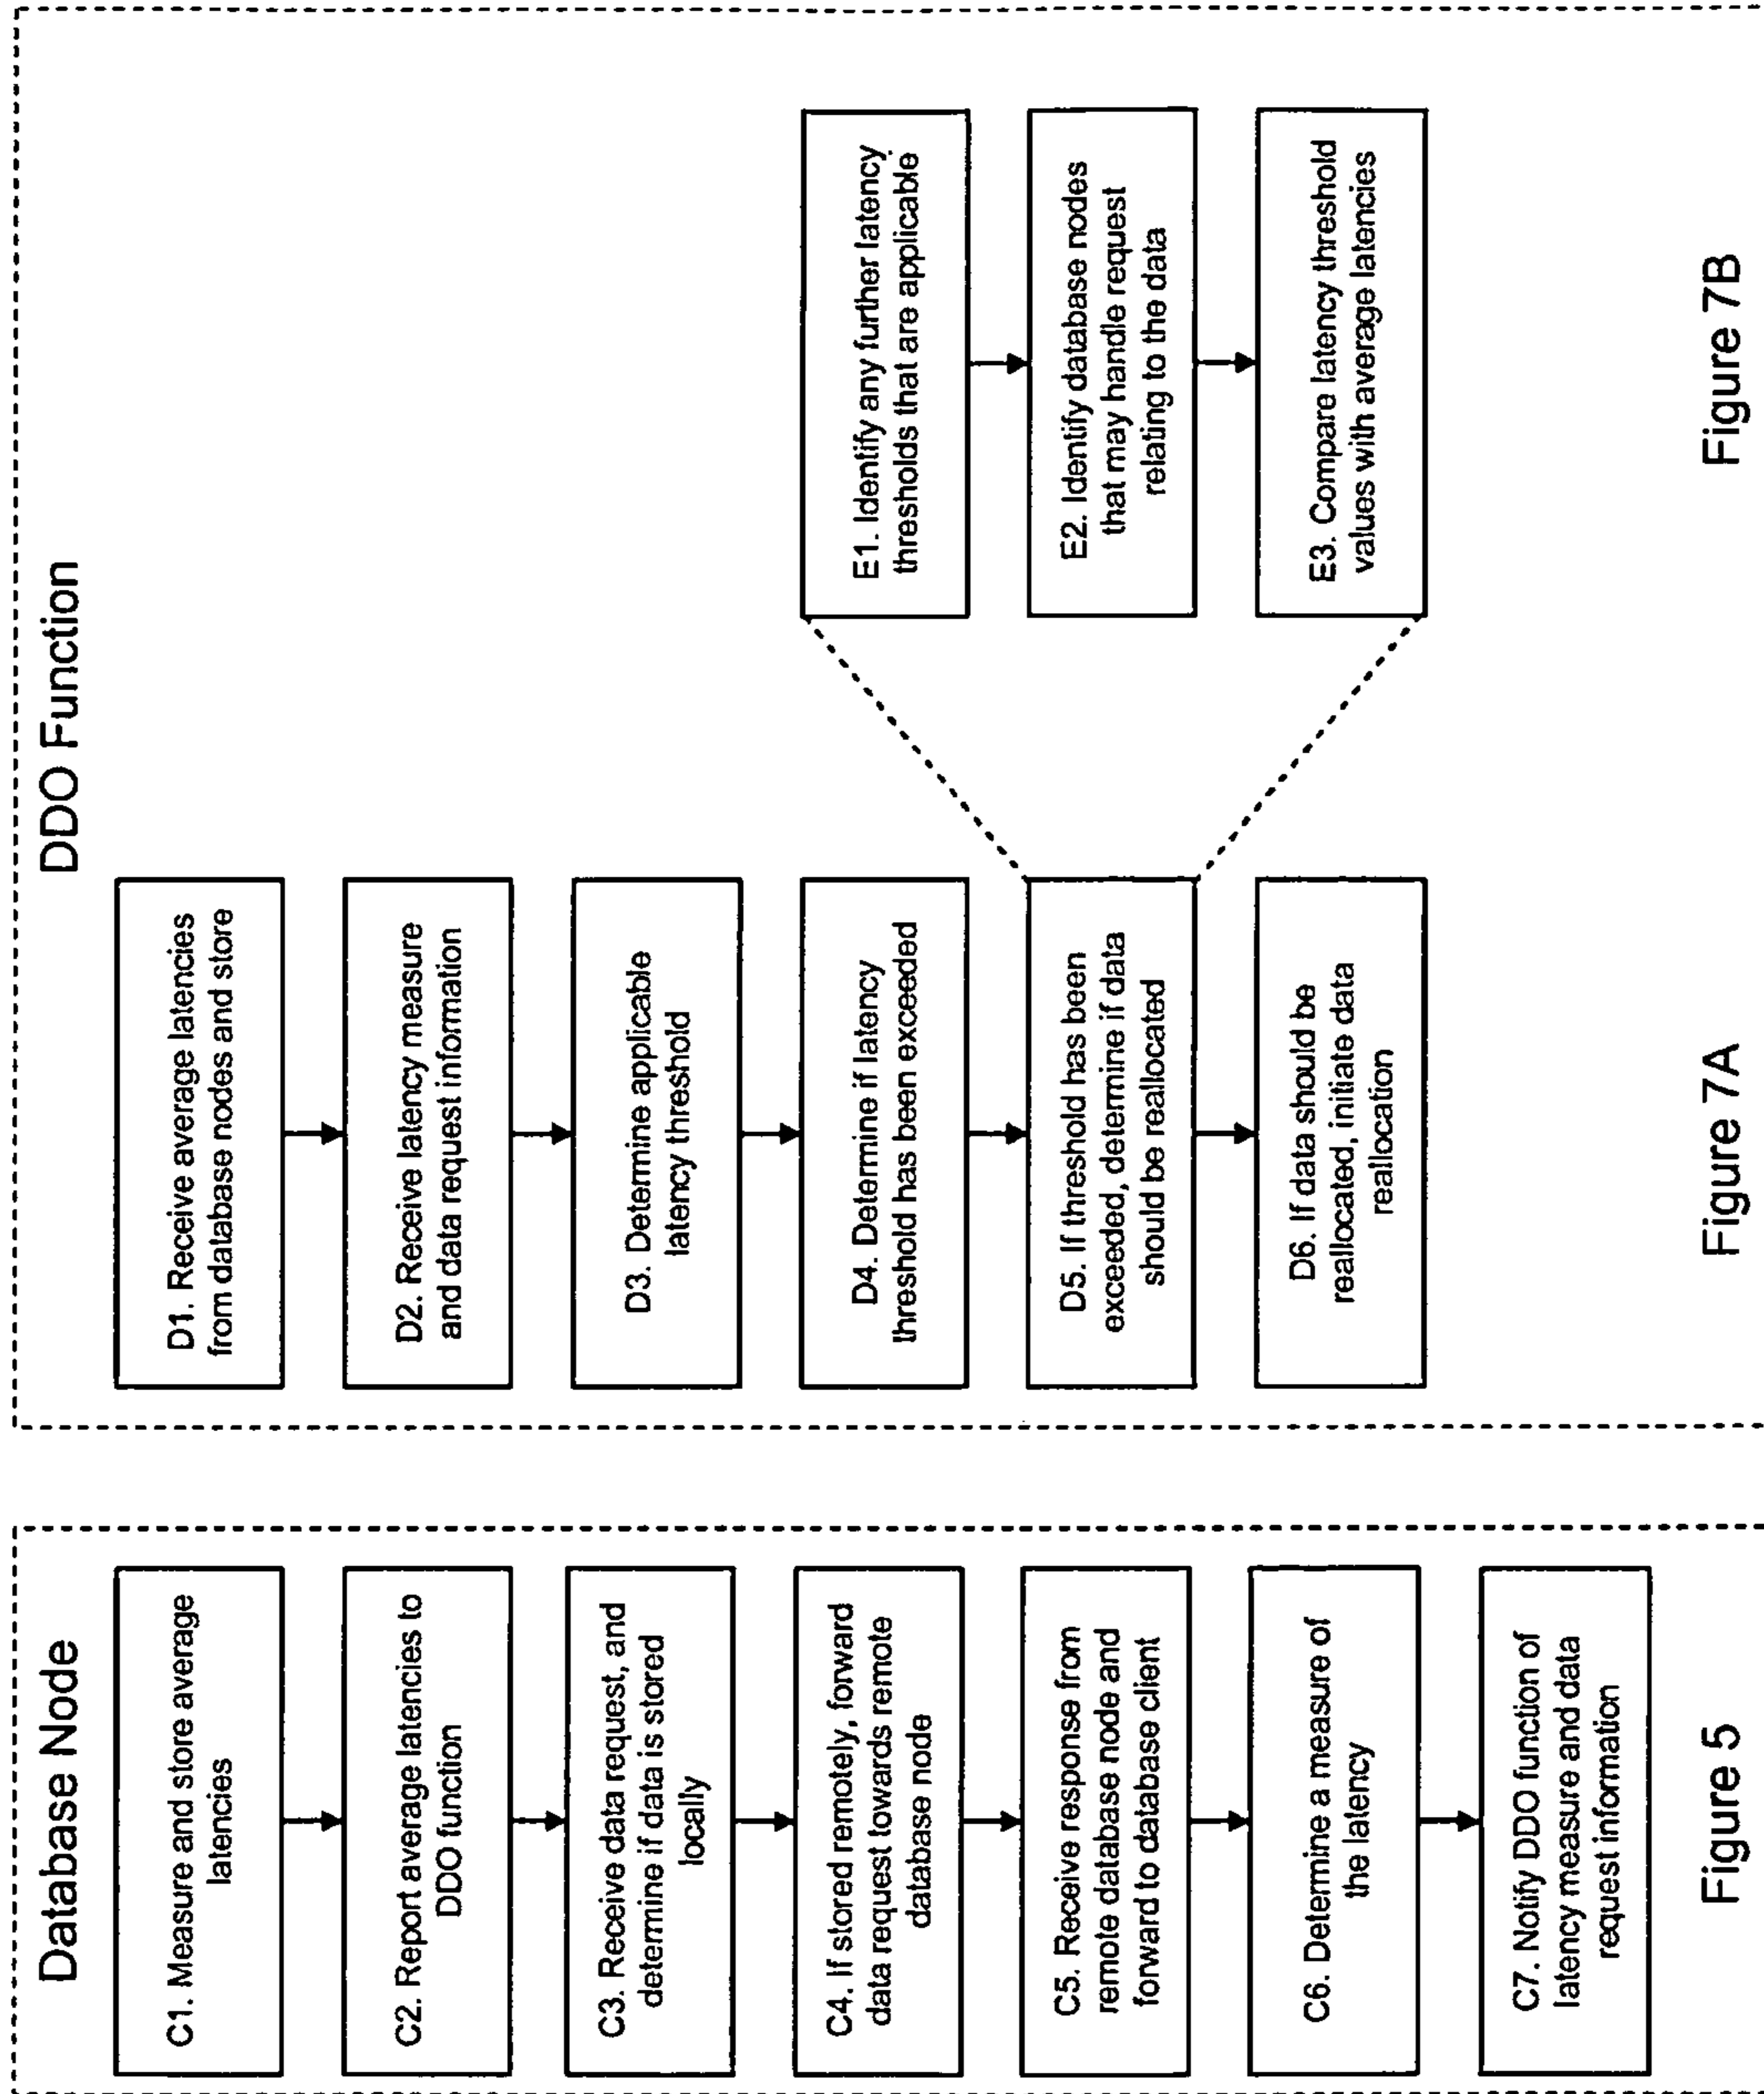 Database Node
C1. Measure and store average
latencies
C2. Report average latencies to
DDO function
C3. Receive data request, and
determine if data is stored
locally
C4. If stored remotely, forward
data request towards remote
database node
C5. Receive response from
remote database node and
forward to database client
C6. Determine a measure of
the latency
C7. Notify DDO function of
latency measure and data
request information
Figure 5
DDO Function
D1. Receive average latencies
from database nodes and store
D2. Receive latency measure
and data request information
D3. Determine applicable
latency threshold
D4. Determine if latency
threshold has been exceeded
D5. If threshold has been
exceeded, determine if data
should be reallocated
D6. If data should be
reallocated, initiate data
reallocation
Figure 7A
E1. Identify any further latency
thresholds that are applicable
E2. Identify database nodes
that may handle request
relating to the data
E3. Compare latency threshold
values with average latencies
Figure 7B